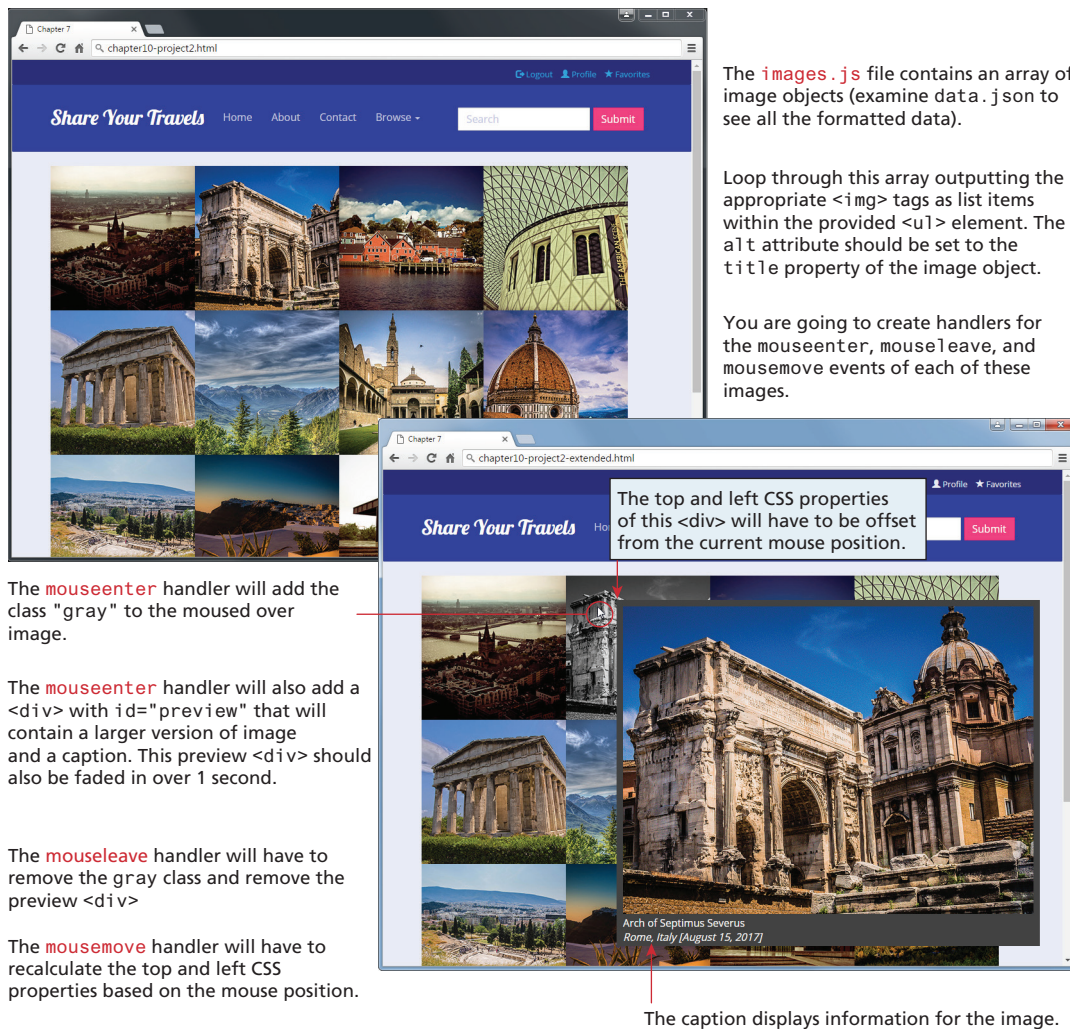 Chapter 7
chapter10-project2.html
Logout Profile Favorites
Share Your Travels Home About Contact Browse Search Submit
THE AMERICAN
The images.js file contains an array of
image objects (examine data.json to
see all the formatted data).
Loop through this array outputting the
appropriate <img> tags as list items
within the provided <ul> element. The
alt attribute should be set to the
title property of the image object.
You are going to create handlers for
the mouseenter, mouseleave, and
mousemove events of each of these
images.
Chapter 7
chapter10-project2-extended.html
Profile Favorites
Share Your Travels Ho Submit
The top and left CSS properties
of this <div> will have to be offset
from the current mouse position.
The mouseenter handler will add the
class "gray" to the moused over
image.
The mouseenter handler will also add a
<div> with id="preview" that will
contain a larger version of image
and a caption. This preview <div> should
also be faded in over 1 second.
The mouseleave handler will have to
remove the gray class and remove the
preview <div>
The mousemove handler will have to
recalculate the top and left CSS
properties based on the mouse position.
Arch of Septimus Severus
Rome, Italy [August 15, 2017]
The caption displays information for the image.